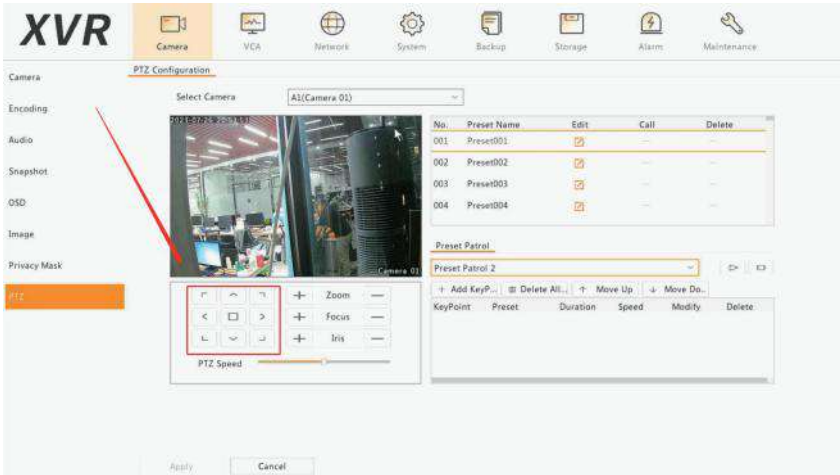 XVR
Camera VCA Network System Backup Storage Alarm Maintenance
Camera
Encoding
Audio
Snapshot
OSD
Image
Privacy Mask
PTZ
PTZ Configuration
Select Camera A1(Camera 01)
Camera 01
PTZ Speed
Zoom
Focus
Iris
No. Preset Name Edit Call Delete
001 Preset001
002 Preset002
003 Preset003
004 Preset004
Preset Patrol
Preset Patrol 2
Add KeyP... Delete All... Move Up Move Do..
KeyPoint Preset Duration Speed Modify Delete
Apply Cancel